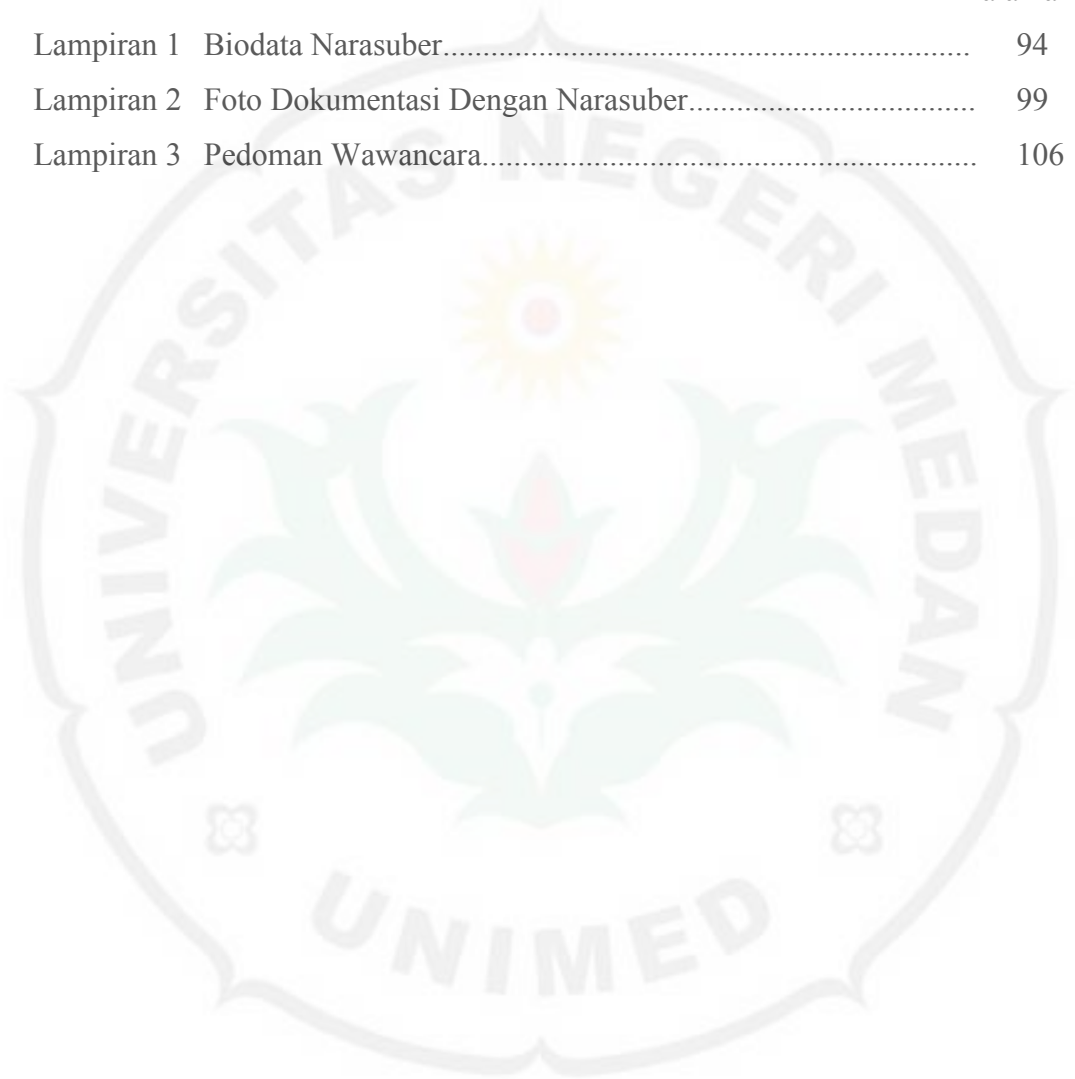 Lampiran 1 Biodata Narasuber.................................................................. 94
Lampiran 2 Foto Dokumentasi Dengan Narasuber.................................... 99
Lampiran 3 Pedoman Wawancara.............................................................. 106
UNIVERSITAS NEGERI MEDAN
UNIMED